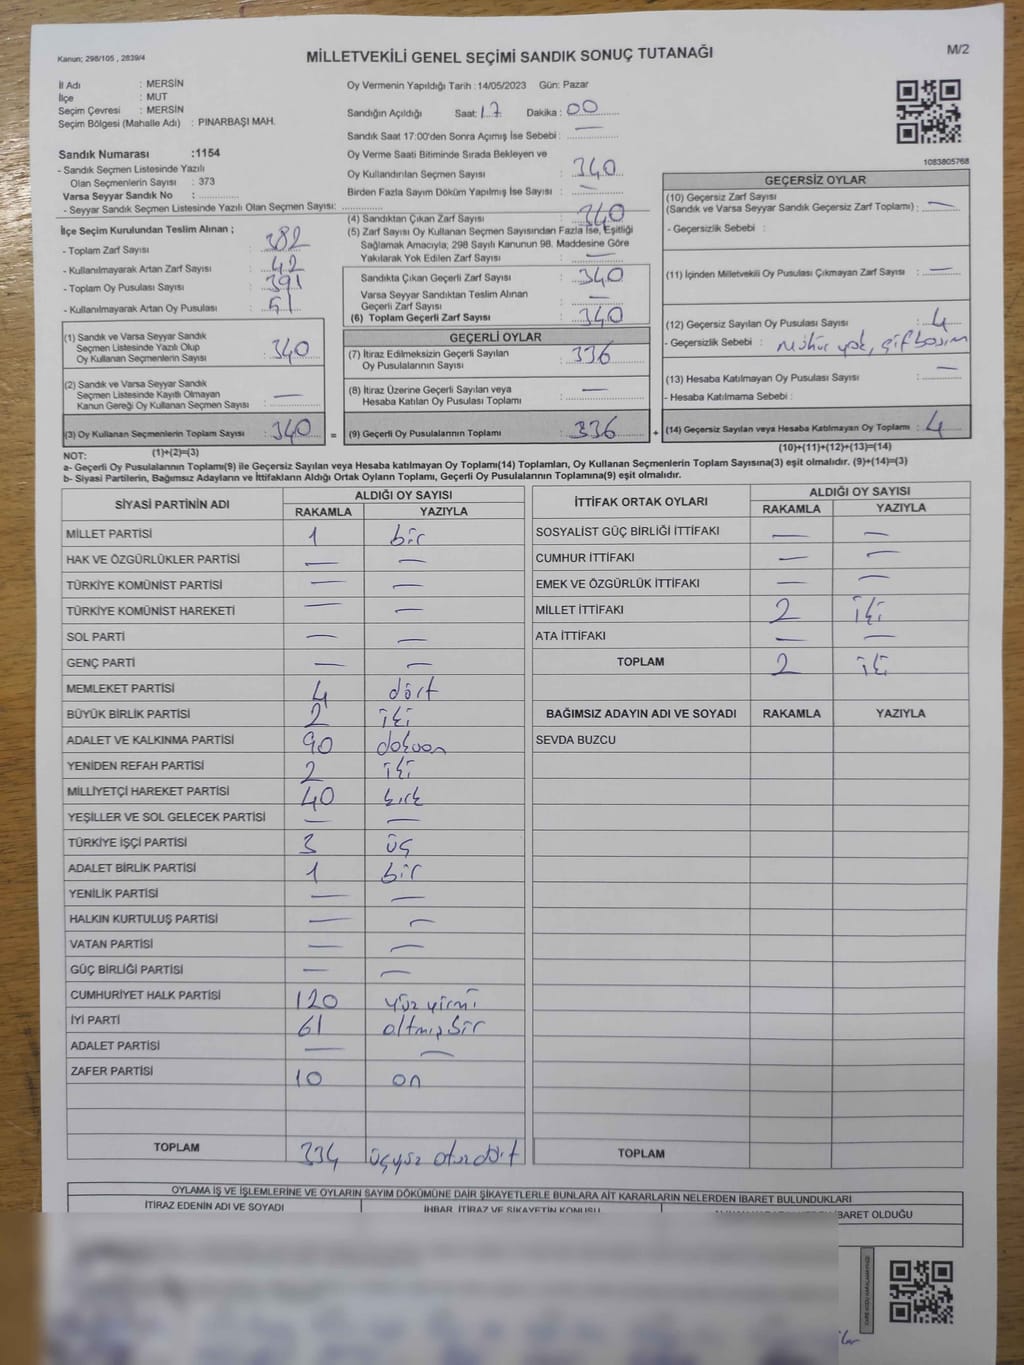 Kanun; 298/105 , 2839/4
MİLLETVEKİLİ GENEL SEÇİMİ SANDIK SONUÇ TUTANAĞI
M/2
İl Adı : MERSİN
İlçe : MUT
Seçim Çevresi : MERSİN
Seçim Bölgesi (Mahalle Adı) : PINARBAŞI MAH.
Oy Vermenin Yapıldığı Tarih : 14/05/2023 Gün: Pazar
Sandığın Açıldığı Saat: 17 Dakika : 00
Sandık Saat 17:00'den Sonra Açımış İse Sebebi : —
Sandık Numarası :1154
- Sandık Seçmen Listesinde Yazılı
Olan Seçmenlerin Sayısı : 373
Varsa Seyyar Sandık No :
- Seyyar Sandık Seçmen Listesinde Yazılı Olan Seçmen Sayısı:
Oy Verme Saati Bitiminde Sırada Bekleyen ve
Oy Kullandırılan Seçmen Sayısı : 340
Birden Fazla Sayım Döküm Yapılmış İse Sayısı : —
1083805768
İlçe Seçim Kurulundan Teslim Alınan ;
- Toplam Zarf Sayısı : 382
- Kullanılmayarak Artan Zarf Sayısı : 42
- Toplam Oy Pusulası Sayısı : 391
- Kullanılmayarak Artan Oy Pusulası : 51
(4) Sandıktan Çıkan Zarf Sayısı : 340
(5) Zarf Sayısı Oy Kullanan Seçmen Sayısından Fazla İse, Eşitliği
Sağlamak Amacıyla; 298 Sayılı Kanunun 98. Maddesine Göre
Yakılarak Yok Edilen Zarf Sayısı : —
Sandıkta Çıkan Geçerli Zarf Sayısı : 340
Varsa Seyyar Sandıktan Teslim Alınan
Geçerli Zarf Sayısı : —
(6) Toplam Geçerli Zarf Sayısı : 340
GEÇERSİZ OYLAR
(10) Geçersiz Zarf Sayısı
(Sandık ve Varsa Seyyar Sandık Geçersiz Zarf Toplamı) : —
- Geçersizlik Sebebi :
(11) İçinden Milletvekili Oy Pusulası Çıkmayan Zarf Sayısı : —
(12) Geçersiz Sayılan Oy Pusulası Sayısı : 4
- Geçersizlik Sebebi : mühür yok, çift basım
(13) Hesaba Katılmayan Oy Pusulası Sayısı : —
- Hesaba Katılmama Sebebi :
(14) Geçersiz Sayılan veya Hesaba Katılmayan Oy Toplamı : 4
(10)+(11)+(12)+(13)=(14)
(1) Sandık ve Varsa Seyyar Sandık
Seçmen Listesinde Yazılı Olup
Oy Kullanan Seçmenlerin Sayısı : 340
(2) Sandık ve Varsa Seyyar Sandık
Seçmen Listesinde Kayıtlı Olmayan
Kanun Gereği Oy Kullanan Seçmen Sayısı : —
(3) Oy Kullanan Seçmenlerin Toplam Sayısı : 340 =
(1)+(2)=(3)
GEÇERLİ OYLAR
(7) İtiraz Edilmeksizin Geçerli Sayılan
Oy Pusulalarının Sayısı : 336
(8) İtiraz Üzerine Geçerli Sayılan veya
Hesaba Katılan Oy Pusulası Toplamı : —
(9) Geçerli Oy Pusulalarının Toplamı : 336 +
NOT:
a- Geçerli Oy Pusulalarının Toplamı(9) ile Geçersiz Sayılan veya Hesaba katılmayan Oy Toplamı(14) Toplamları, Oy Kullanan Seçmenlerin Toplam Sayısına(3) eşit olmalıdır. (9)+(14)=(3)
b- Siyasi Partilerin, Bağımsız Adayların ve İttifakların Aldığı Ortak Oyların Toplamı, Geçerli Oy Pusulalarının Toplamına(9) eşit olmalıdır.
SİYASİ PARTİNİN ADI ALDIĞI OY SAYISI
RAKAMLA YAZIYLA
MİLLET PARTİSİ 1 bir
HAK VE ÖZGÜRLÜKLER PARTİSİ — —
TÜRKİYE KOMÜNİST PARTİSİ — —
TÜRKİYE KOMÜNİST HAREKETİ — —
SOL PARTİ — —
GENÇ PARTİ — —
MEMLEKET PARTİSİ 4 dört
BÜYÜK BİRLİK PARTİSİ 2 iki
ADALET VE KALKINMA PARTİSİ 90 doksan
YENİDEN REFAH PARTİSİ 2 iki
MİLLİYETÇİ HAREKET PARTİSİ 40 kırk
YEŞİLLER VE SOL GELECEK PARTİSİ — —
TÜRKİYE İŞÇİ PARTİSİ 3 üç
ADALET BİRLİK PARTİSİ 1 bir
YENİLİK PARTİSİ — —
HALKIN KURTULUŞ PARTİSİ — —
VATAN PARTİSİ — —
GÜÇ BİRLİĞİ PARTİSİ — —
CUMHURİYET HALK PARTİSİ 120 yüz yirmi
İYİ PARTİ 61 altmış bir
ADALET PARTİSİ — —
ZAFER PARTİSİ 10 on
TOPLAM 334 üçyüz otuzdört
İTTİFAK ORTAK OYLARI ALDIĞI OY SAYISI
RAKAMLA YAZIYLA
SOSYALİST GÜÇ BİRLİĞİ İTTİFAKI — —
CUMHUR İTTİFAKI — —
EMEK VE ÖZGÜRLÜK İTTİFAKI — —
MİLLET İTTİFAKI 2 iki
ATA İTTİFAKI — —
TOPLAM 2 iki
BAĞIMSIZ ADAYIN ADI VE SOYADI RAKAMLA YAZIYLA
SEVDA BUZCU
TOPLAM
OYLAMA İŞ VE İŞLEMLERİNE VE OYLARIN SAYIM DÖKÜMÜNE DAİR ŞİKAYETLERLE BUNLARA AİT KARARLARIN NELERDEN İBARET BULUNDUKLARI
İTİRAZ EDENİN ADI VE SOYADI
İHBAR, İTİRAZ VE ŞİKAYETİN KONUSU
İBARET OLDUĞU